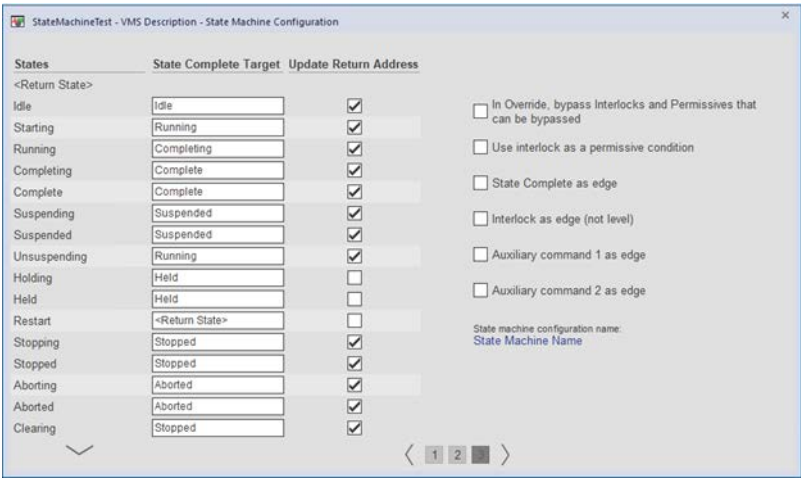 StateMachineTest - VMS Description - State Machine Configuration
States State Complete Target Update Return Address
<Return State>
Idle Idle
Starting Running
Running Completing
Completing Complete
Complete Complete
Suspending Suspended
Suspended Suspended
Unsuspending Running
Holding Held
Held Held
Restart <Return State>
Stopping Stopped
Stopped Stopped
Aborting Aborted
Aborted Aborted
Clearing Stopped
In Override, bypass Interlocks and Permissives that
can be bypassed
Use interlock as a permissive condition
State Complete as edge
Interlock as edge (not level)
Auxiliary command 1 as edge
Auxiliary command 2 as edge
State machine configuration name:
State Machine Name
1 2 3